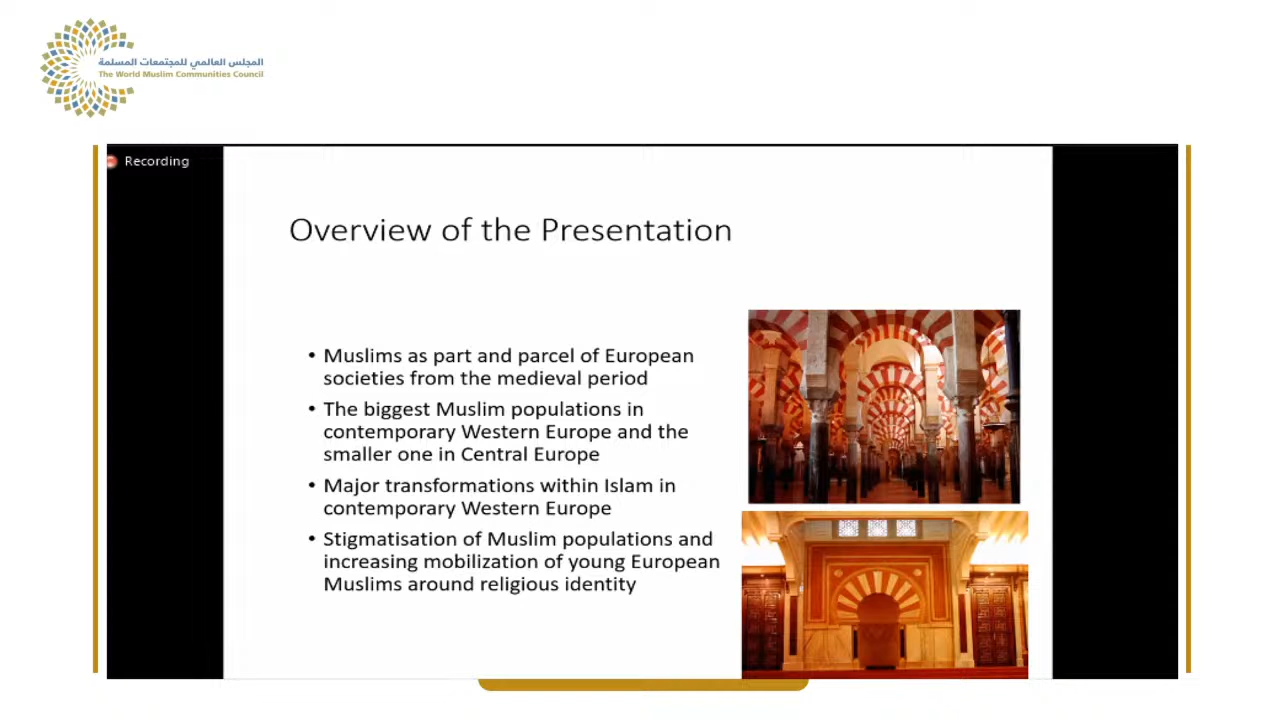 المجلس العالمي للمجتمعات المسلمة
The World Muslim Communities Council
Recording
Overview of the Presentation
• Muslims as part and parcel of European
societies from the medieval period
• The biggest Muslim populations in
contemporary Western Europe and the
smaller one in Central Europe
• Major transformations within Islam in
contemporary Western Europe
• Stigmatisation of Muslim populations and
increasing mobilization of young European
Muslims around religious identity